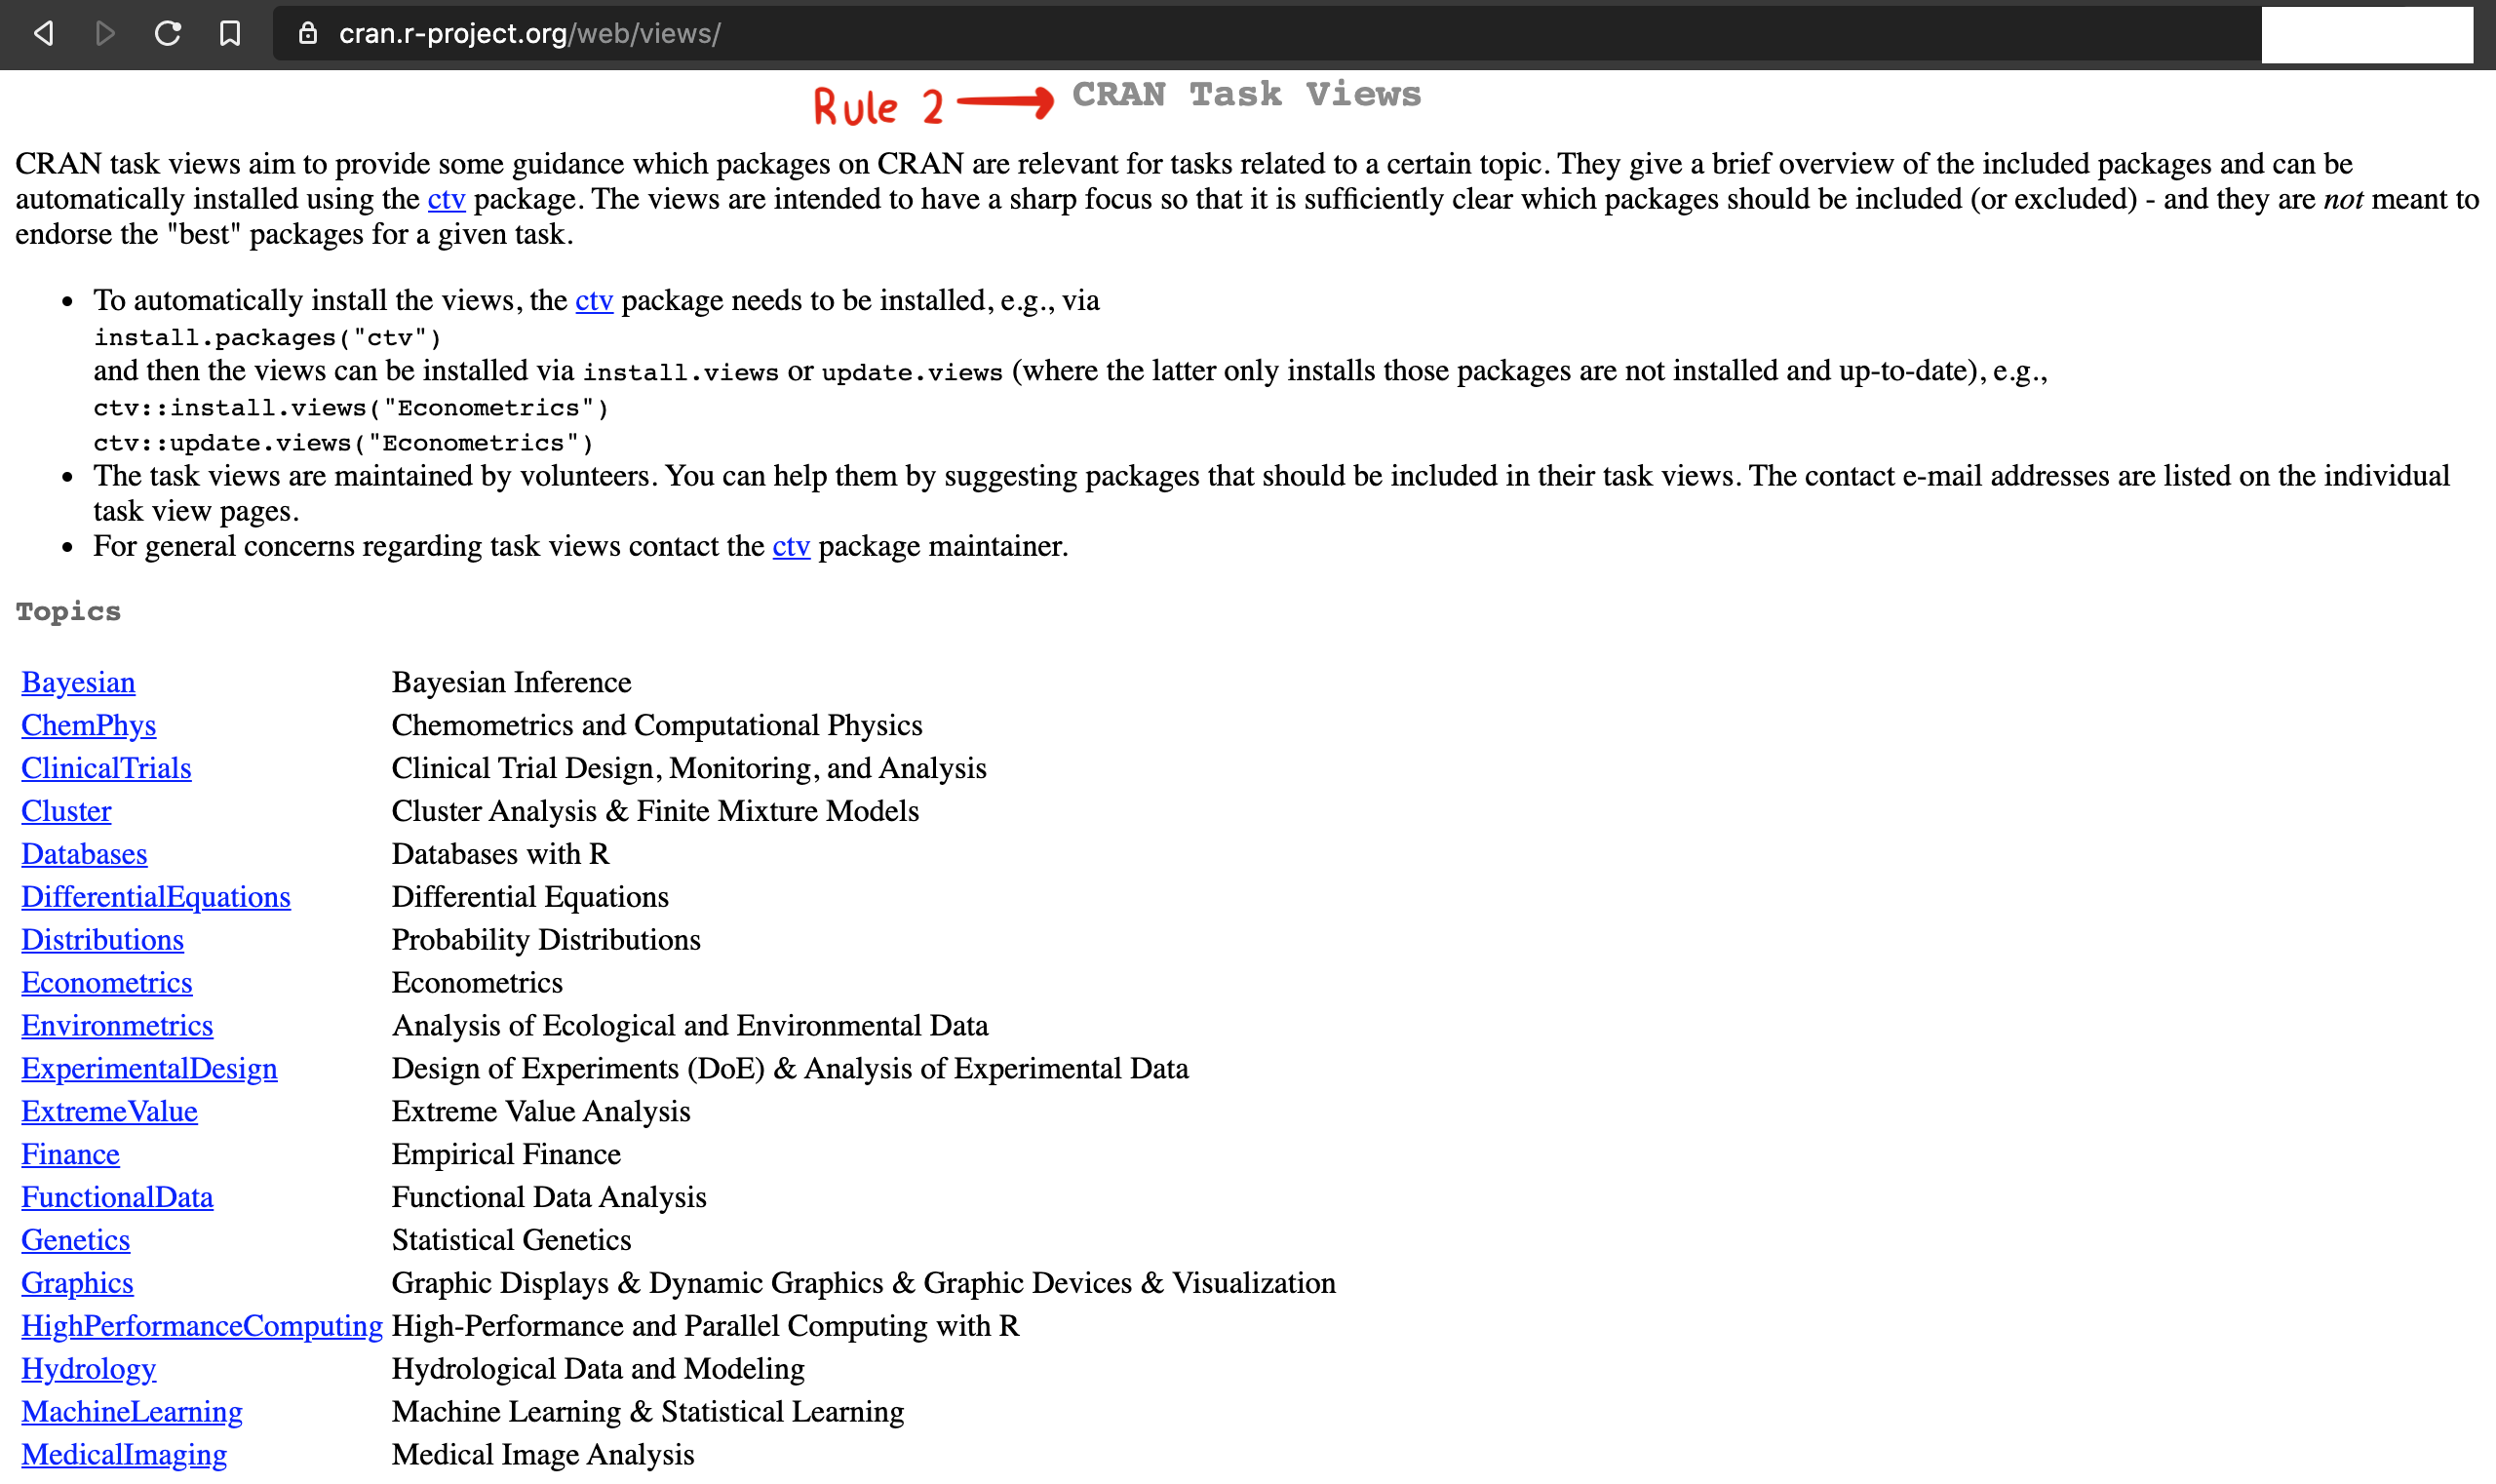 cran.r-project.org/web/views/
Rule 2 CRAN Task Views
CRAN task views aim to provide some guidance which packages on CRAN are relevant for tasks related to a certain topic. They give a brief overview of the included packages and can be
automatically installed using the ctv package. The views are intended to have a sharp focus so that it is sufficiently clear which packages should be included (or excluded) - and they are not meant to
endorse the "best" packages for a given task.
• To automatically install the views, the ctv package needs to be installed, e.g., via
install.packages("ctv")
and then the views can be installed via install.views or update.views (where the latter only installs those packages are not installed and up-to-date), e.g.,
ctv::install.views("Econometrics")
ctv::update.views("Econometrics")
• The task views are maintained by volunteers. You can help them by suggesting packages that should be included in their task views. The contact e-mail addresses are listed on the individual
task view pages.
• For general concerns regarding task views contact the ctv package maintainer.
Topics
Bayesian Bayesian Inference
ChemPhys Chemometrics and Computational Physics
ClinicalTrials Clinical Trial Design, Monitoring, and Analysis
Cluster Cluster Analysis & Finite Mixture Models
Databases Databases with R
DifferentialEquations Differential Equations
Distributions Probability Distributions
Econometrics Econometrics
Environmetrics Analysis of Ecological and Environmental Data
ExperimentalDesign Design of Experiments (DoE) & Analysis of Experimental Data
ExtremeValue Extreme Value Analysis
Finance Empirical Finance
FunctionalData Functional Data Analysis
Genetics Statistical Genetics
Graphics Graphic Displays & Dynamic Graphics & Graphic Devices & Visualization
HighPerformanceComputing High-Performance and Parallel Computing with R
Hydrology Hydrological Data and Modeling
MachineLearning Machine Learning & Statistical Learning
MedicalImaging Medical Image Analysis